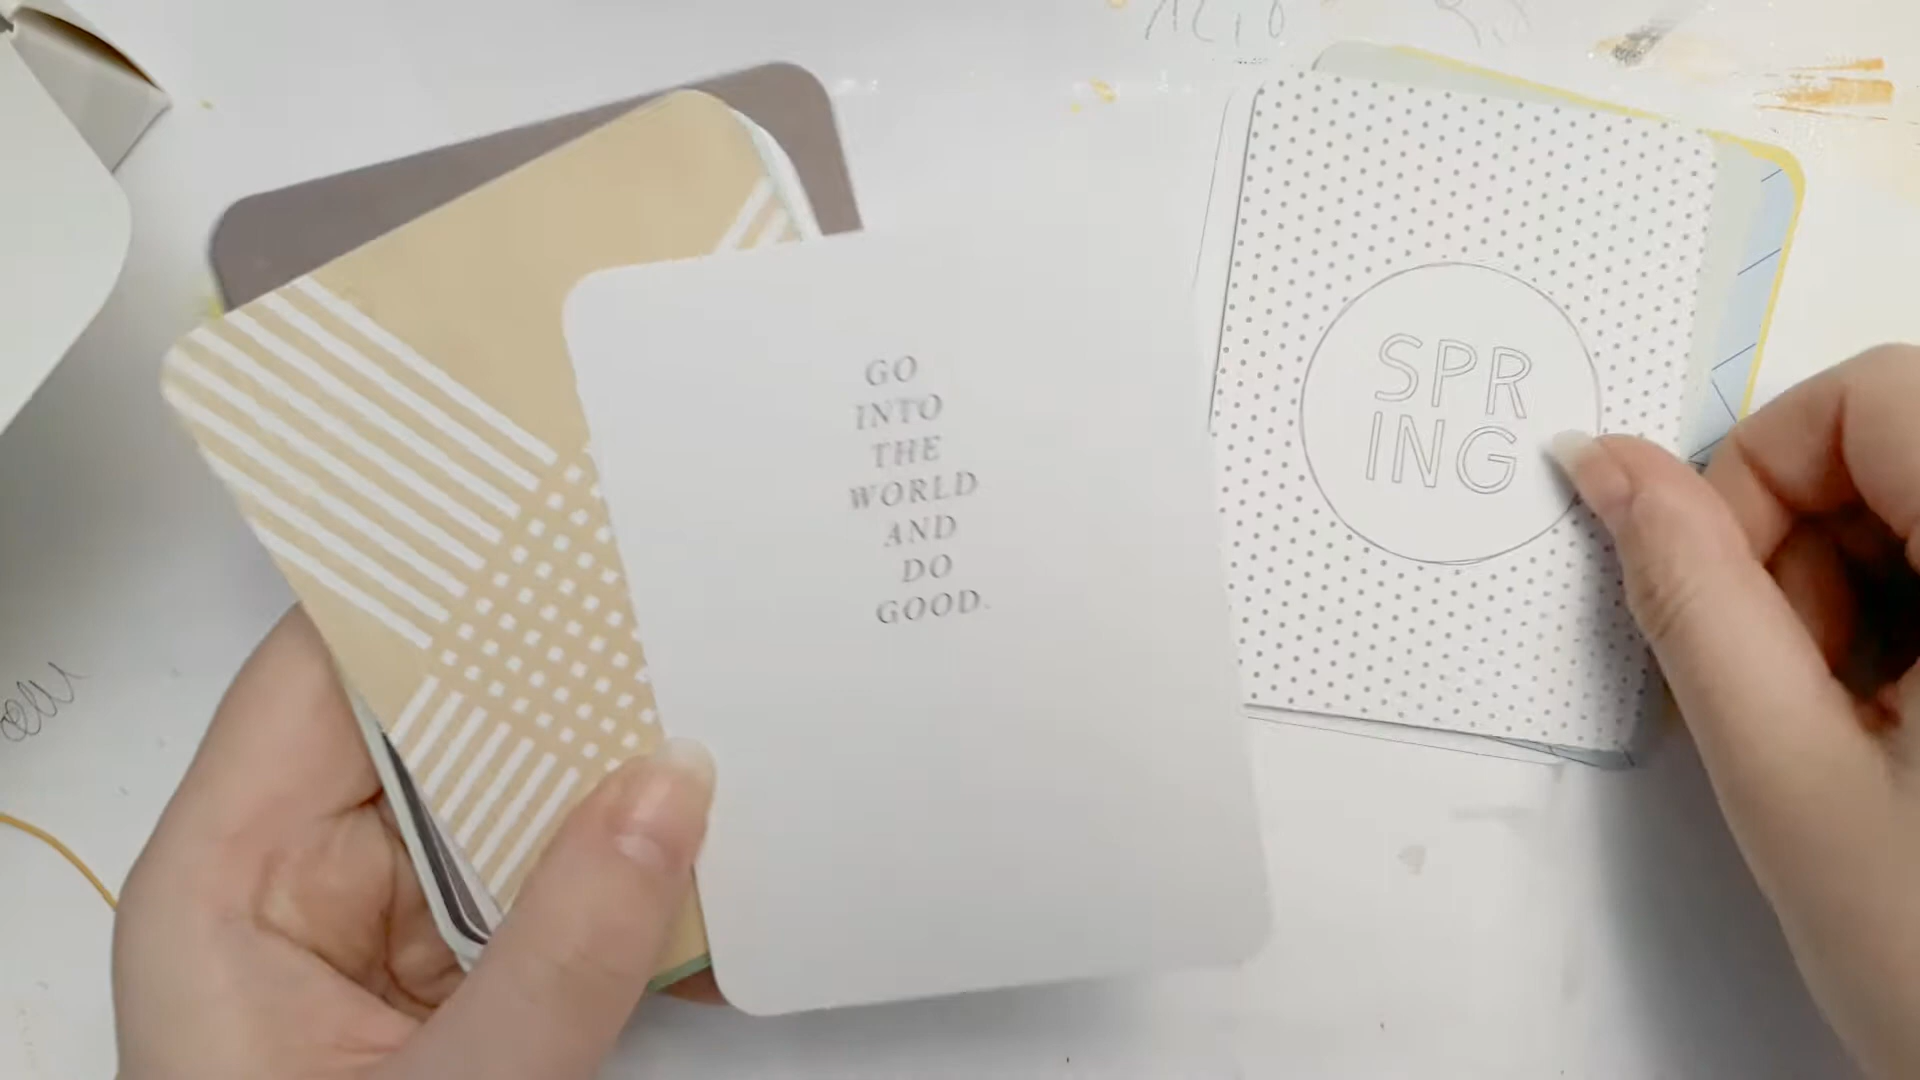 GO
INTO
THE
WORLD
AND
DO
GOOD.
SPR
ING